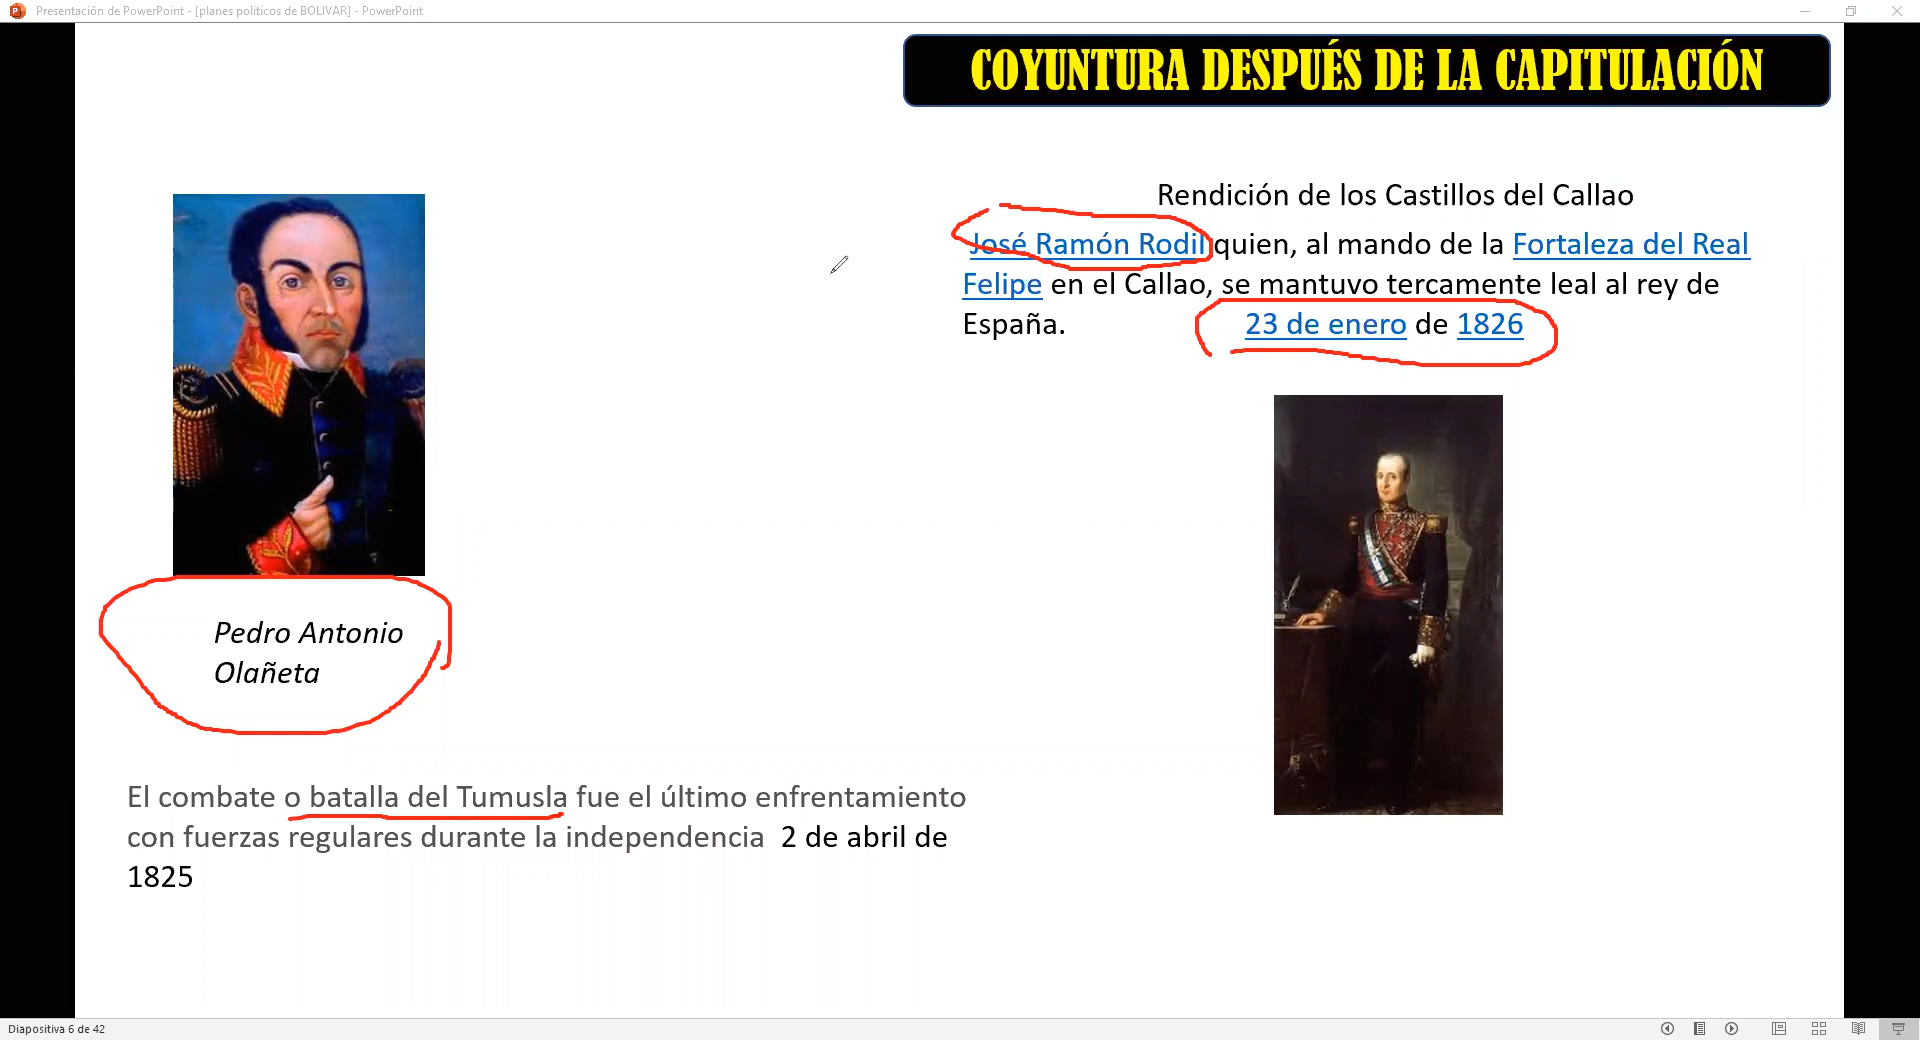 Presentación de PowerPoint - [planes politicos de BOLIVAR] - PowerPoint
COYUNTURA DESPUÉS DE LA CAPITULACIÓN
Rendición de los Castillos del Callao
José Ramón Rodil quien, al mando de la Fortaleza del Real
Felipe en el Callao, se mantuvo tercamente leal al rey de
España. 23 de enero de 1826
Pedro Antonio
Olañeta
El combate o batalla del Tumusla fue el último enfrentamiento
con fuerzas regulares durante la independencia 2 de abril de
1825
Diapositiva 6 de 42